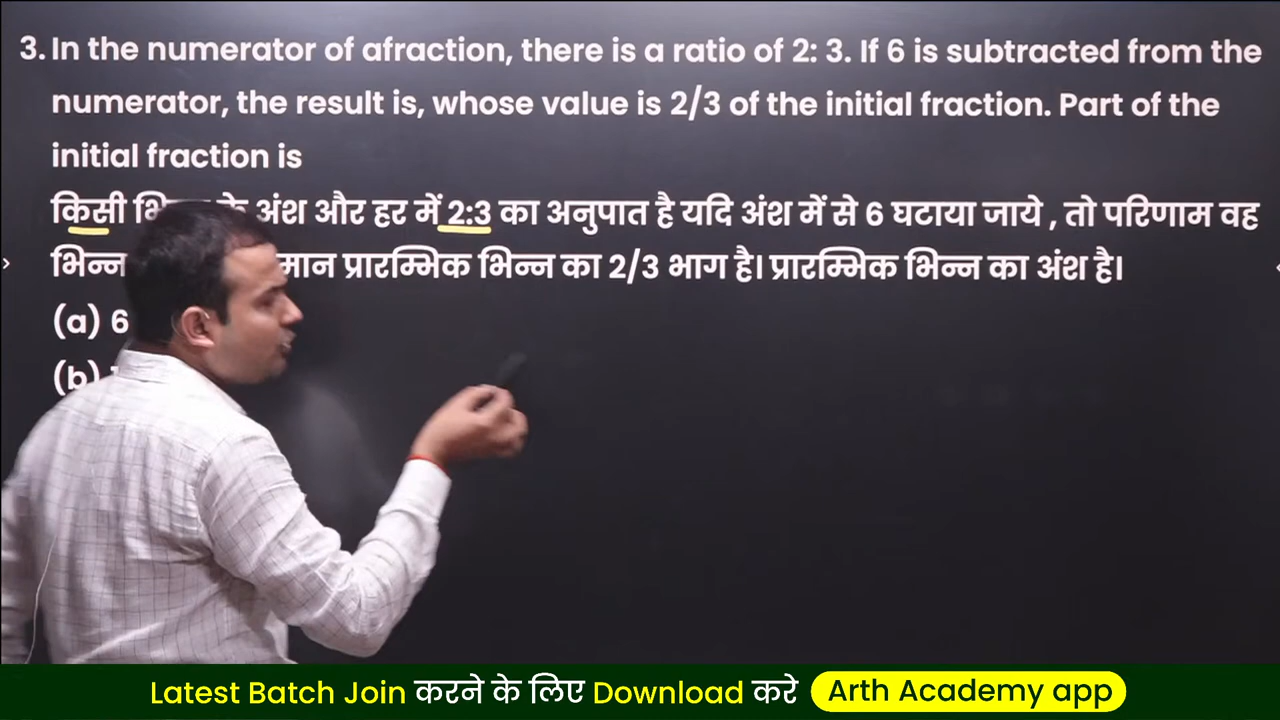 3. In the numerator of afraction, there is a ratio of 2: 3. If 6 is subtracted from the
numerator, the result is, whose value is 2/3 of the initial fraction. Part of the
initial fraction is
किसी के अंश और हर में 2:3 का अनुपात है यदि अंश में से 6 घटाया जाये , तो परिणाम वह
भिन्न मान प्रारम्भिक भिन्न का 2/3 भाग है। प्रारम्भिक भिन्न का अंश है।
(a) 6
(b)
Latest Batch Join करने के लिए Download करे Arth Academy app